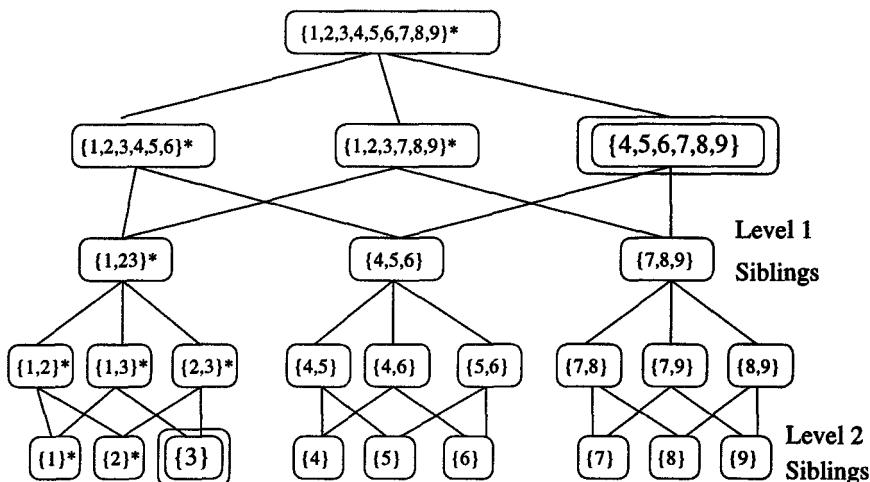 {1,2,3,4,5,6,7,8,9}*
{1,2,3,4,5,6}* {1,2,3,7,8,9}* {4,5,6,7,8,9}
Level 1
{1,23}* {4,5,6} {7,8,9}
Siblings
{1,2}* {1,3}* {2,3}* {4,5} {4,6} {5,6} {7,8} {7,9} {8,9}
Level 2
{1}* {2}* {3} {4} {5} {6} {7} {8} {9}
Siblings